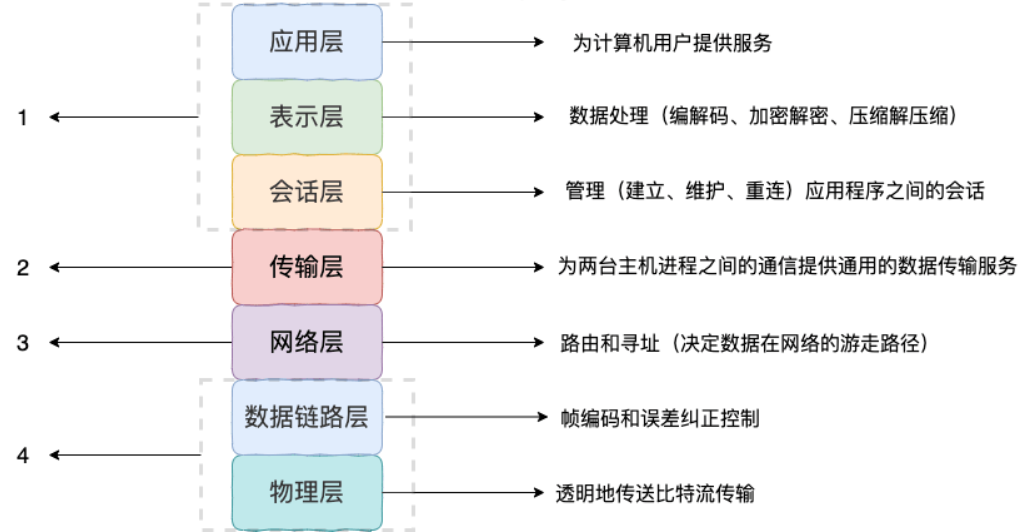 应用层 为计算机用户提供服务
1 表示层 数据处理（编解码、加密解密、压缩解压缩）
会话层 管理（建立、维护、重连）应用程序之间的会话
2 传输层 为两台主机进程之间的通信提供通用的数据传输服务
3 网络层 路由和寻址（决定数据在网络的游走路径）
数据链路层 帧编码和误差纠正控制
4
物理层 透明地传送比特流传输